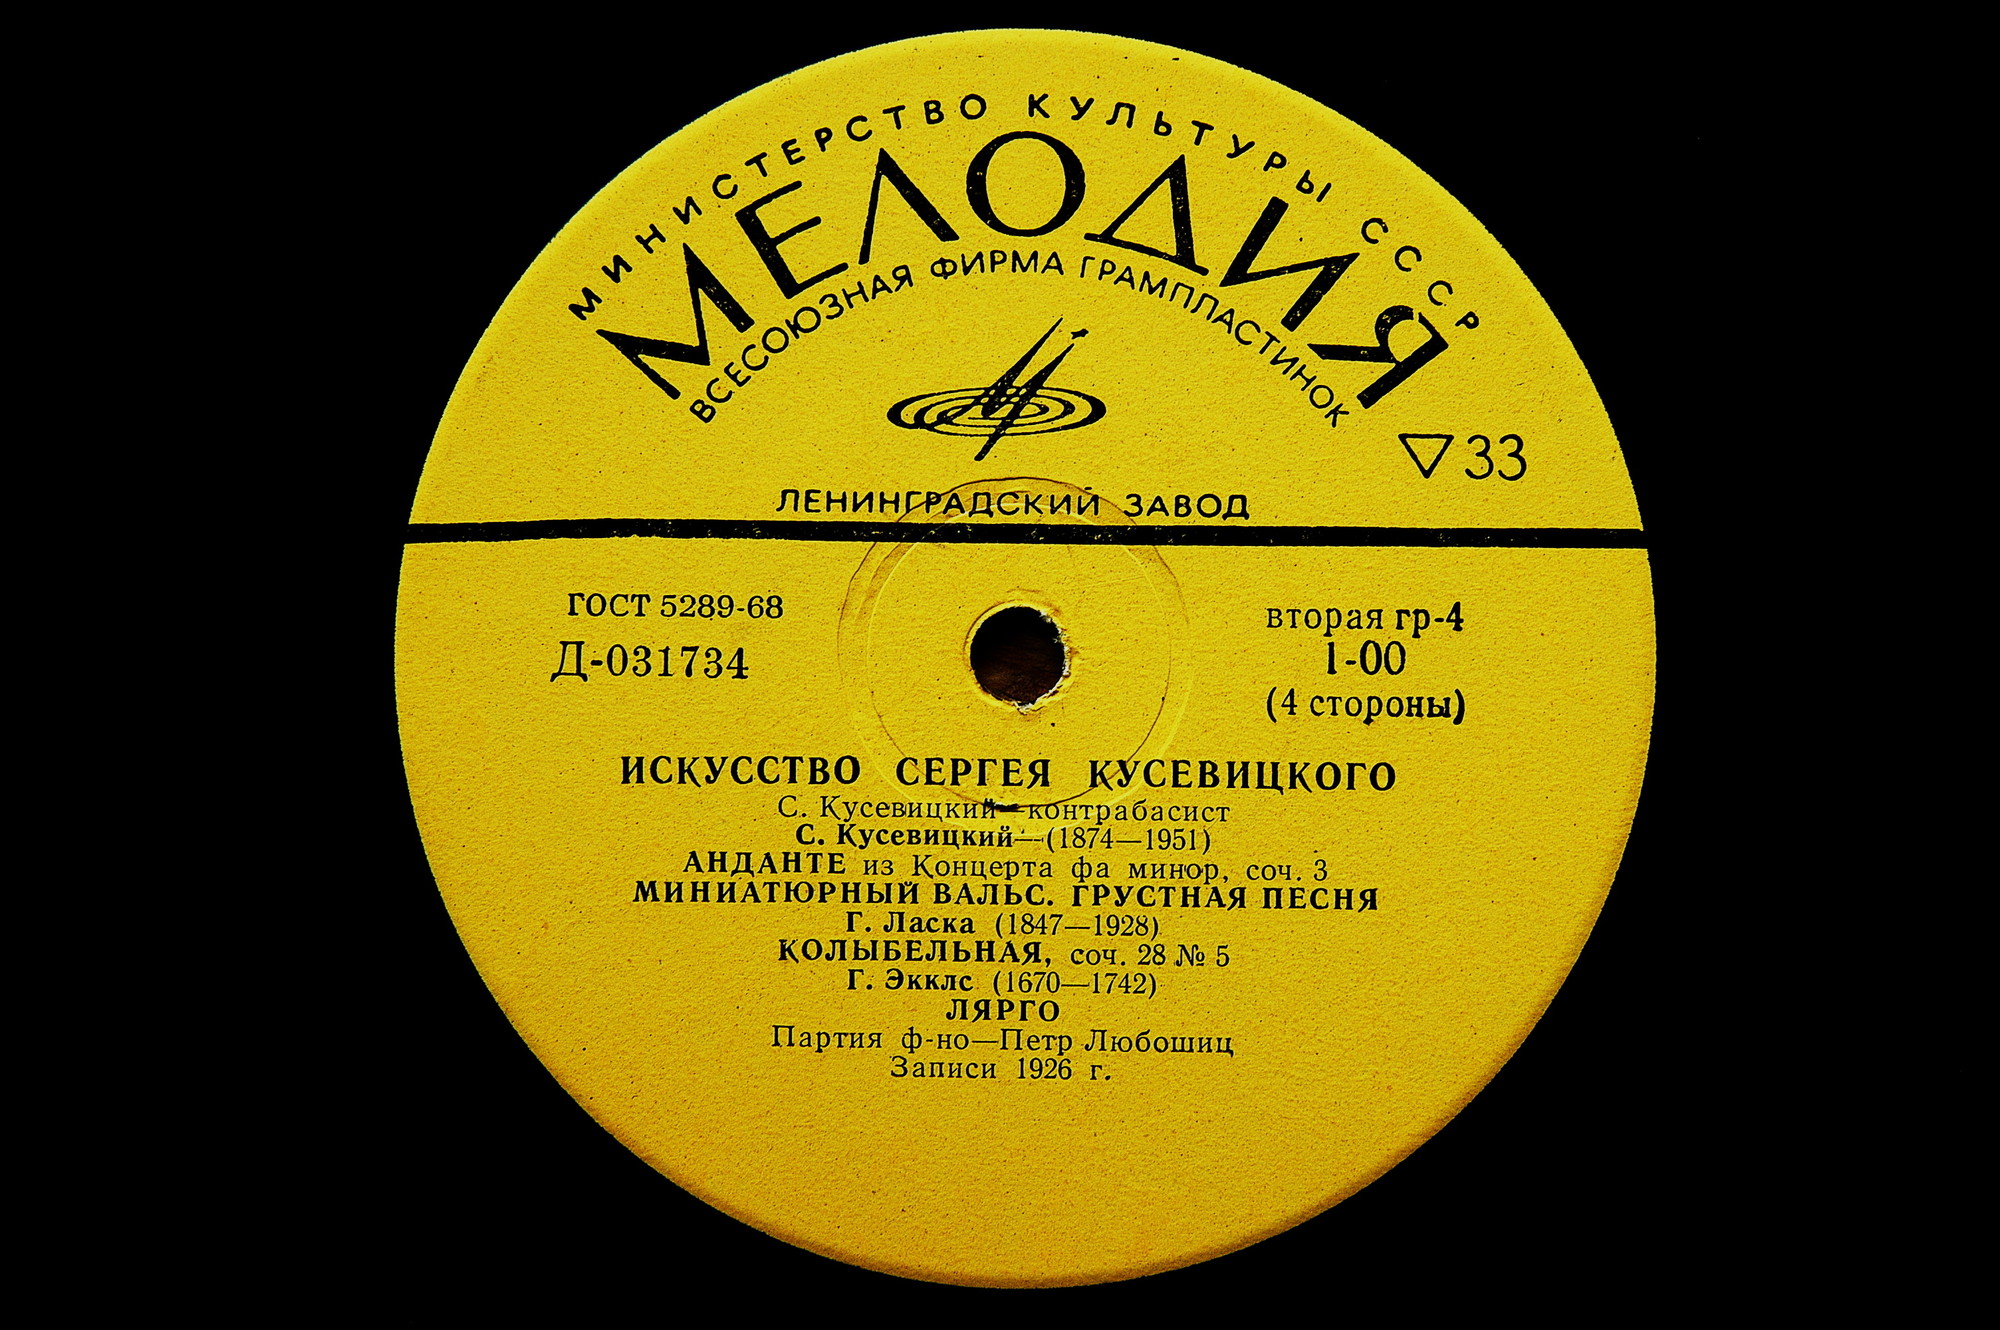 МИНИСТЕРСТВО КУЛЬТУРЫ СССР
МЕЛОДИЯ
ВСЕСОЮЗНАЯ ФИРМА ГРАМПЛАСТИНОК
33
ЛЕНИНГРАДСКИЙ ЗАВОД
ГОСТ 5289-68
Д-031734
вторая гр-4
1-00
(4 стороны)
ИСКУССТВО СЕРГЕЯ КУСЕВИЦКОГО
С. Кусевицкий—контрабасист
С. Кусевицкий—(1874—1951)
АНДАНТЕ из Концерта фа минор, соч. 3
МИНИАТЮРНЫЙ ВАЛЬС. ГРУСТНАЯ ПЕСНЯ
Г. Ласка (1847—1928)
КОЛЫБЕЛЬНАЯ, соч. 28 № 5
Г. Экклс (1670—1742)
ЛЯРГО
Партия ф-но—Петр Любошиц
Записи 1926 г.